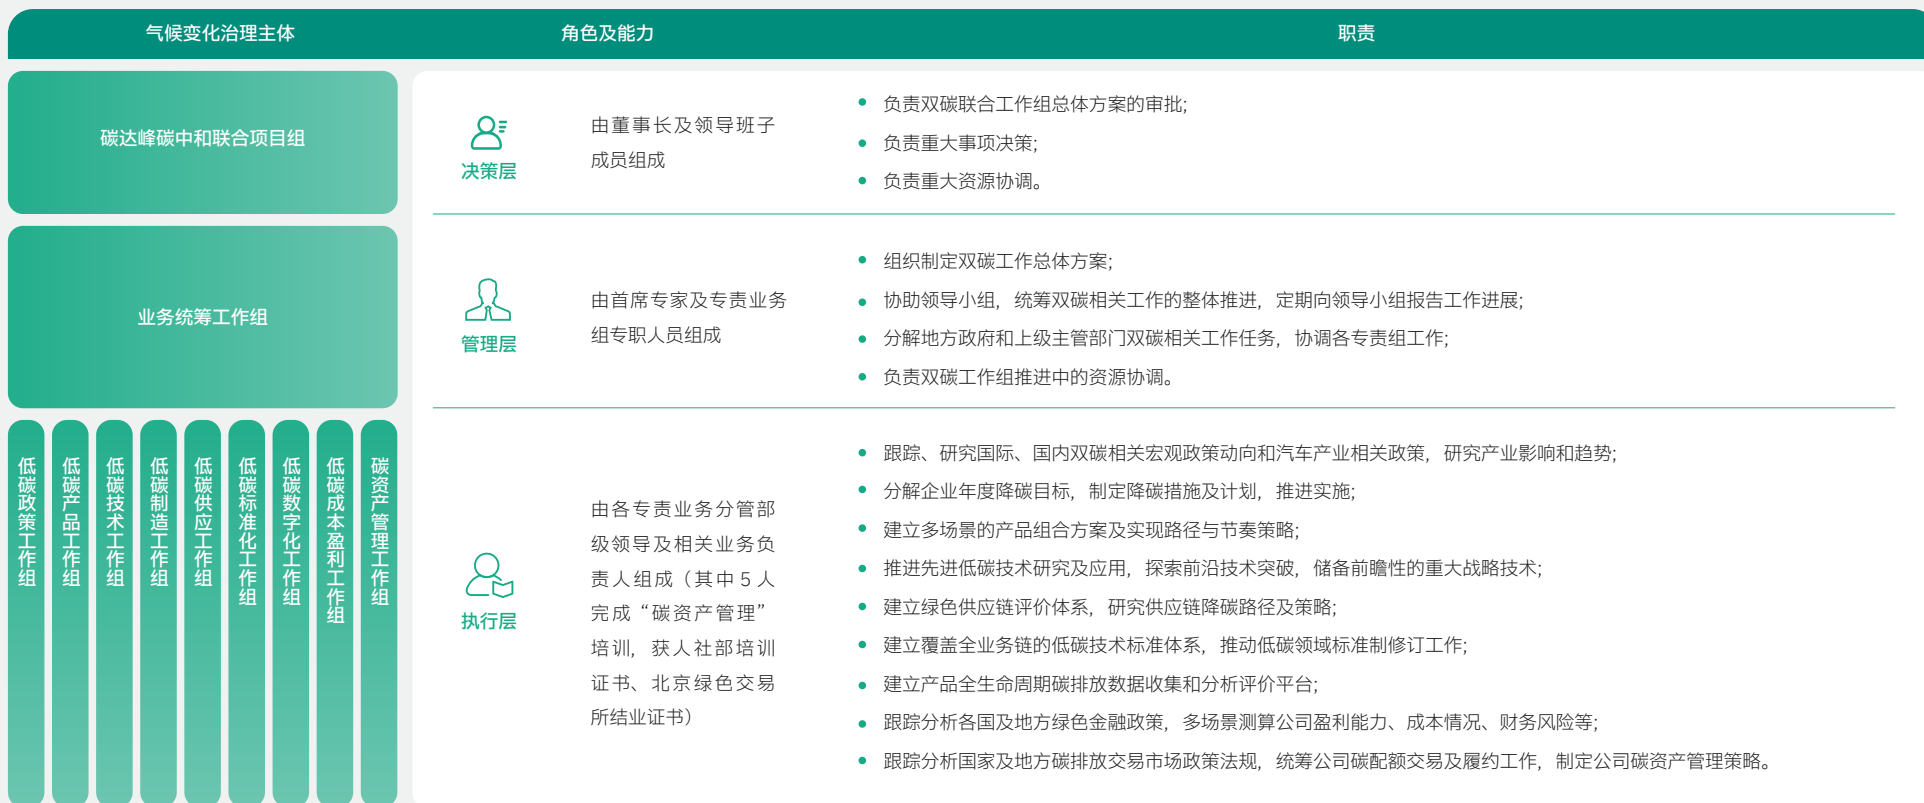 气候变化治理主体
角色及能力
职责
碳达峰碳中和联合项目组
决策层
由董事长及领导班子
成员组成
负责双碳联合工作组总体方案的审批;
负责重大事项决策;
负责重大资源协调。
业务统筹工作组
管理层
由首席专家及专责业务
组专职人员组成
组织制定双碳工作总体方案;
协助领导小组，统筹双碳相关工作的整体推进，定期向领导小组报告工作进展;
分解地方政府和上级主管部门双碳相关工作任务，协调各专责组工作;
负责双碳工作组推进中的资源协调。
低碳政策工作组
低碳产品工作组
低碳技术工作组
低碳制造工作组
低碳供应工作组
低碳标准化工作组
低碳数字化工作组
低碳成本盈利工作组
碳资产管理工作组
执行层
由各专责业务分管部
级领导及相关业务负
责人组成（其中 5 人
完成“碳资产管理”
培训，获人社部培训
证书、北京绿色交易
所结业证书）
跟踪、研究国际、国内双碳相关宏观政策动向和汽车产业相关政策，研究产业影响和趋势;
分解企业年度降碳目标，制定降碳措施及计划，推进实施;
建立多场景的产品组合方案及实现路径与节奏策略;
推进先进低碳技术研究及应用，探索前沿技术突破，储备前瞻性的重大战略技术;
建立绿色供应链评价体系，研究供应链降碳路径及策略;
建立覆盖全业务链的低碳技术标准体系，推动低碳领域标准制修订工作;
建立产品全生命周期碳排放数据收集和分析评价平台;
跟踪分析各国及地方绿色金融政策，多场景测算公司盈利能力、成本情况、财务风险等;
跟踪分析国家及地方碳排放交易市场政策法规，统筹公司碳配额交易及履约工作，制定公司碳资产管理策略。